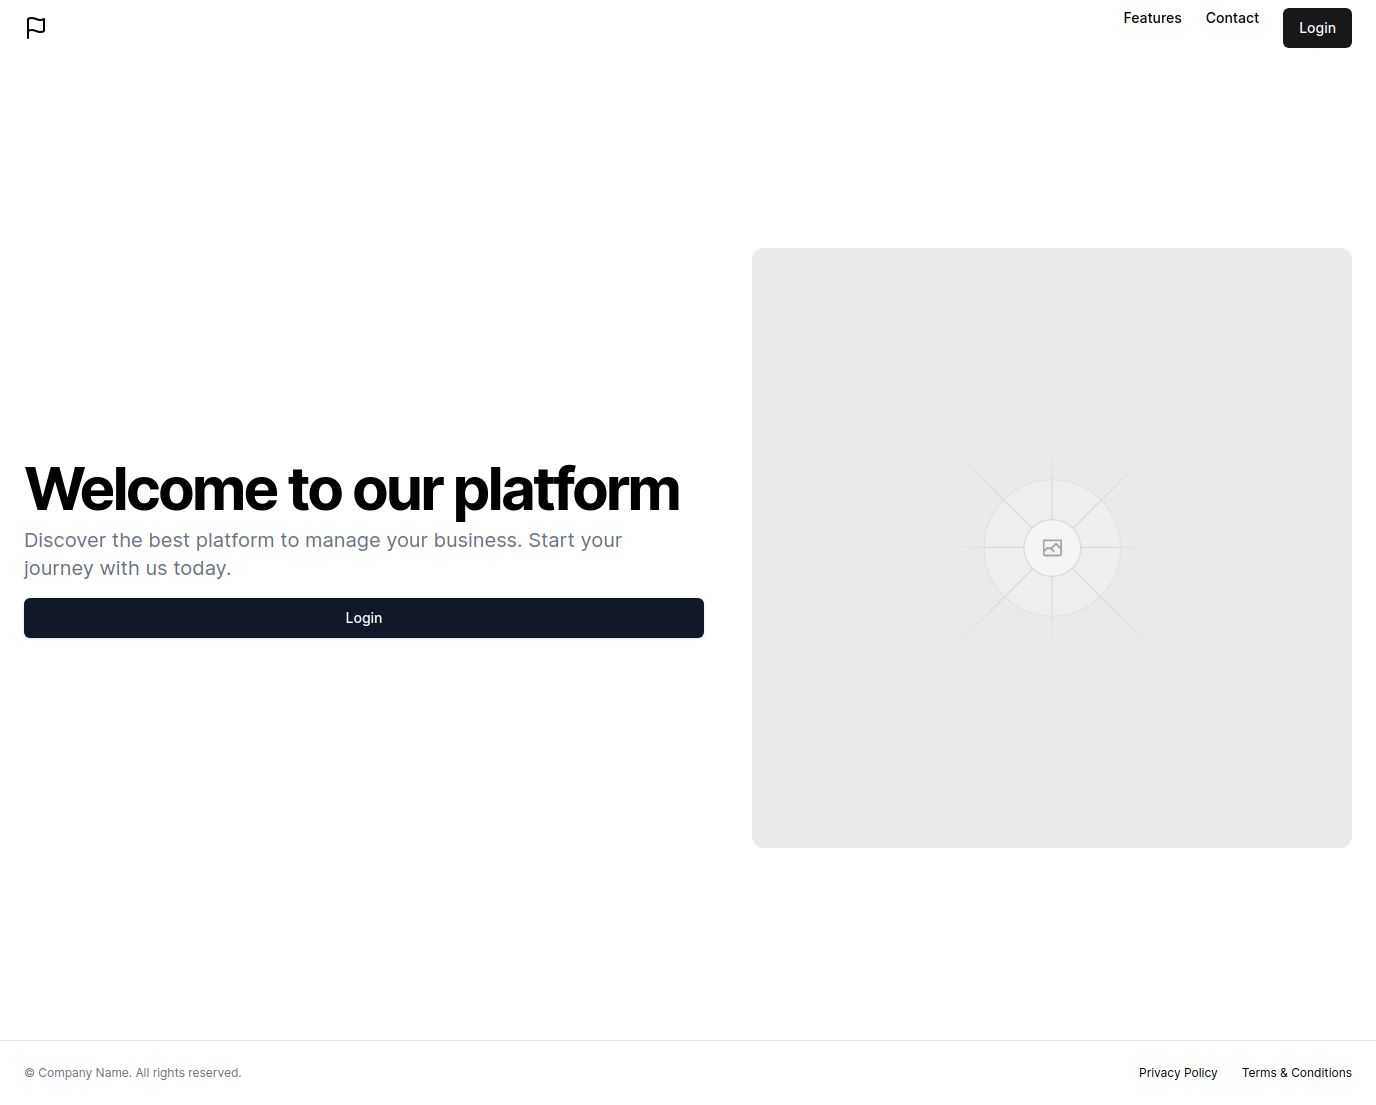 Features Contact Login
Welcome to our platform
Discover the best platform to manage your business. Start your
journey with us today.
Login
© Company Name. All rights reserved. Privacy Policy Terms & Conditions